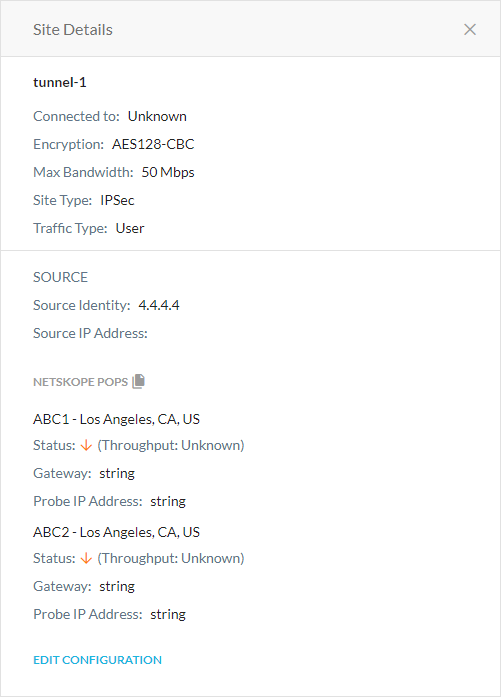 Site Details
tunnel-1
Connected to: Unknown
Encryption: AES128-CBC
Max Bandwidth: 50 Mbps
Site Type: IPSec
Traffic Type: User
SOURCE
Source Identity: 4.4.4.4
Source IP Address:
NETSKOPE POPS
ABC1 - Los Angeles, CA, US
Status: ↓ (Throughput: Unknown)
Gateway: string
Probe IP Address: string
ABC2 - Los Angeles, CA, US
Status: ↓ (Throughput: Unknown)
Gateway: string
Probe IP Address: string
EDIT CONFIGURATION